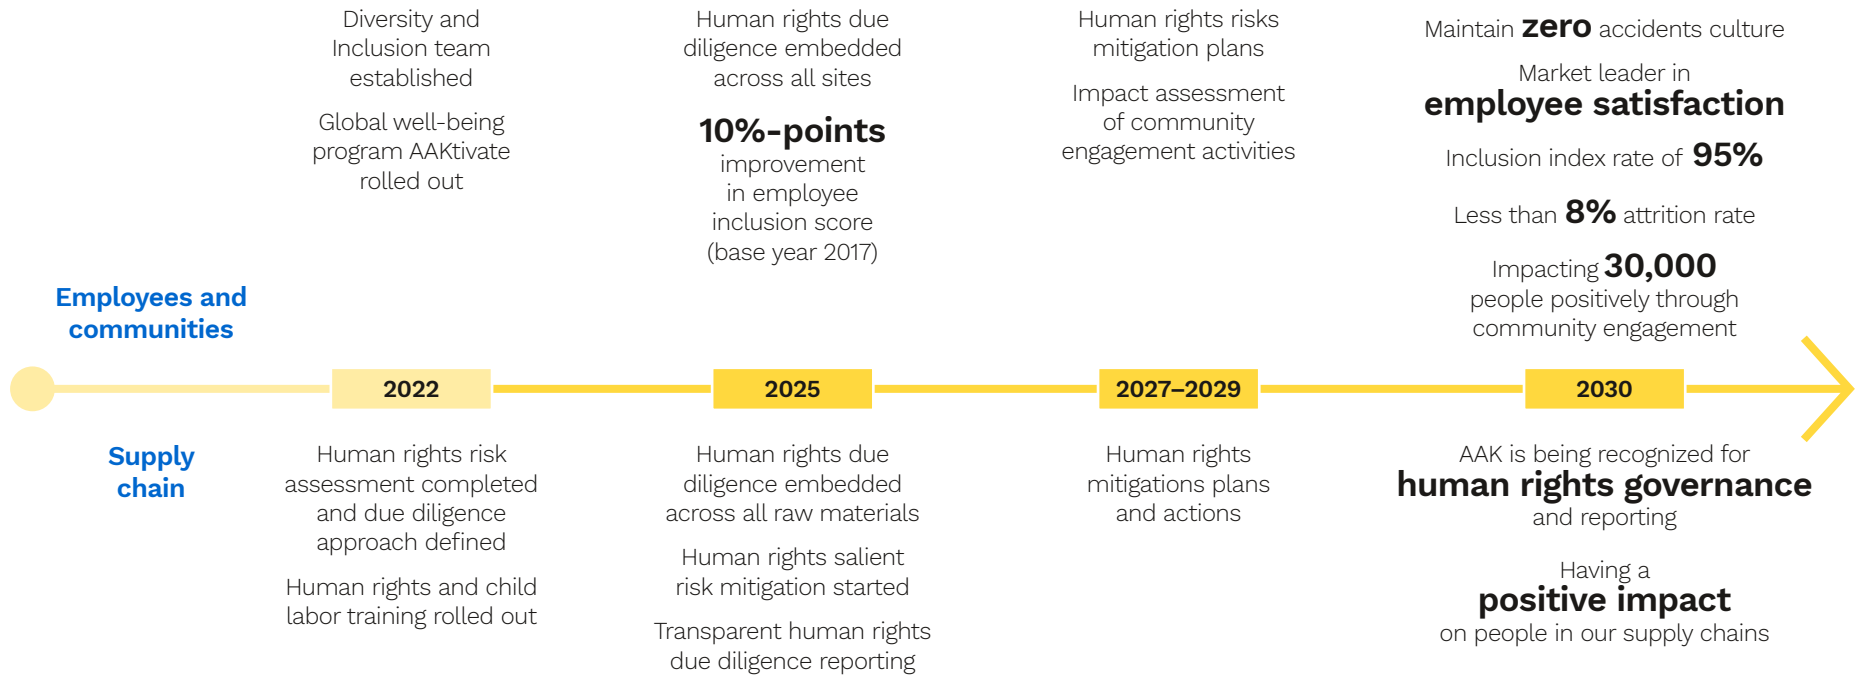 Diversity and
Inclusion team
established
Global well-being
program AAKtivate
rolled out
Human rights due
diligence embedded
across all sites
10%-points
improvement
in employee
inclusion score
(base year 2017)
Human rights risks
mitigation plans
Impact assessment
of community
engagement activities
Maintain zero accidents culture
Market leader in
employee satisfaction
Inclusion index rate of 95%
Less than 8% attrition rate
Impacting 30,000
people positively through
community engagement
Employees and
communities
2022
2025
2027–2029
2030
Supply
chain
Human rights risk
assessment completed
and due diligence
approach defined
Human rights and child
labor training rolled out
Human rights due
diligence embedded
across all raw materials
Human rights salient
risk mitigation started
Transparent human rights
due diligence reporting
Human rights
mitigations plans
and actions
AAK is being recognized for
human rights governance
and reporting
Having a
positive impact
on people in our supply chains